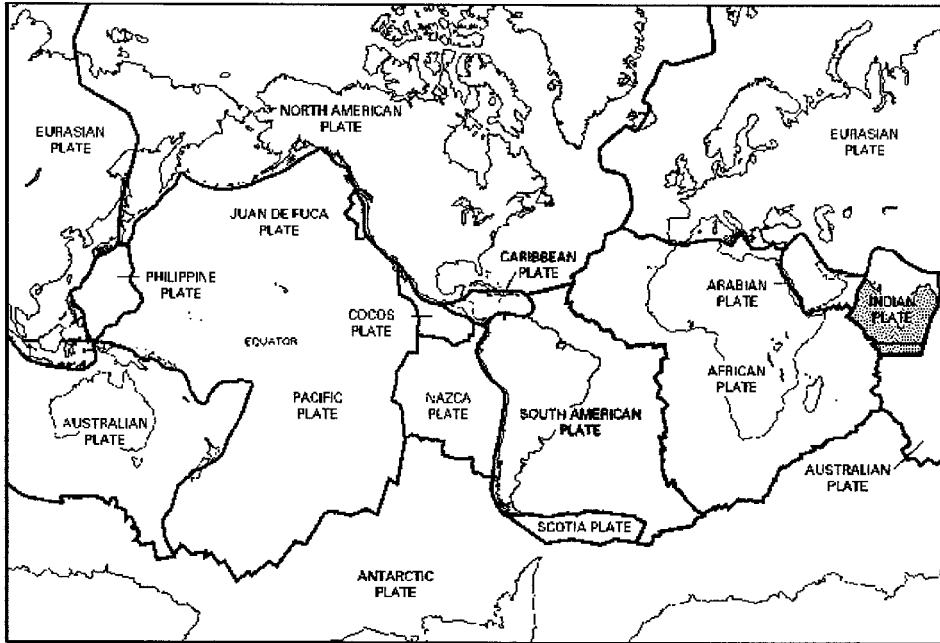 NORTH AMERICAN
PLATE
EURASIAN
PLATE
EURASIAN
PLATE
JUAN DE FUCA
PLATE
CARIBBEAN
PLATE
PHILIPPINE
PLATE
ARABIAN
PLATE
INDIAN
PLATE
COCOS
PLATE
EQUATOR
AFRICAN
PLATE
PACIFIC
PLATE
NAZCA
PLATE
SOUTH AMERICAN
PLATE
AUSTRALIAN
PLATE
AUSTRALIAN
PLATE
SCOTIA PLATE
ANTARCTIC
PLATE